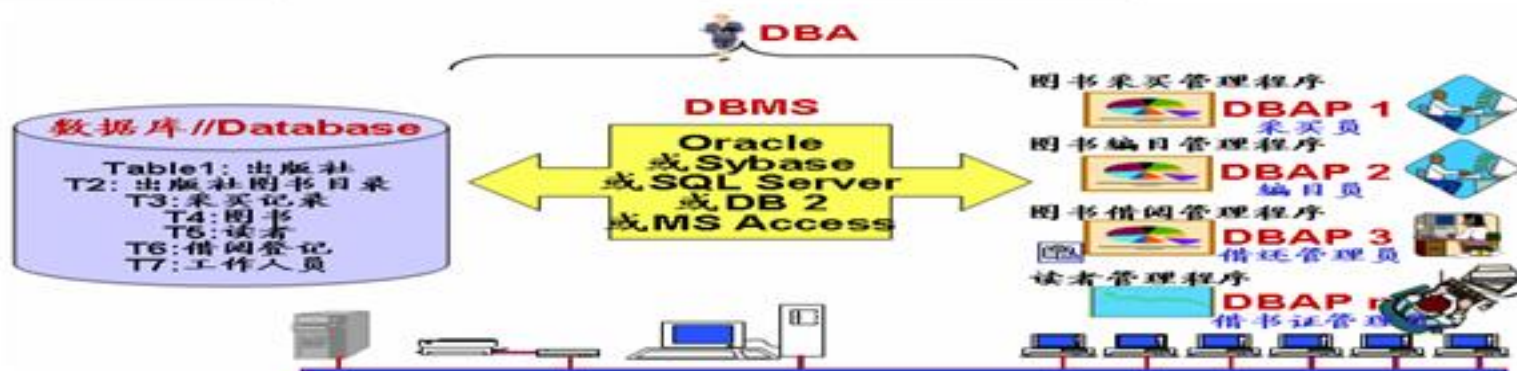 DBA
数据库//Database
Table1: 出版社
T2: 出版社图书目录
T3:采买记录
T4:图书
T5:读者
T6:借阅登记
T7:工作人员
DBMS
Oracle
或Sybase
或SQL Server
或DB 2
或MS Access
图书采买管理程序
DBAP 1
采买员
图书编目管理程序
DBAP 2
编目员
图书借阅管理程序
DBAP 3
借还管理员
读者管理程序
DBAP n
借书证管理